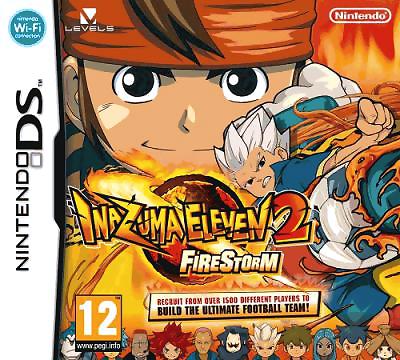 Nintendo
Wi-Fi
connection
LEVEL5
Nintendo
NINTENDO DS™
INAZUMA ELEVEN 2
FIRESTORM
RECRUIT FROM OVER 1500 DIFFERENT PLAYERS TO
BUILD THE ULTIMATE FOOTBALL TEAM!
12
www.pegi.info